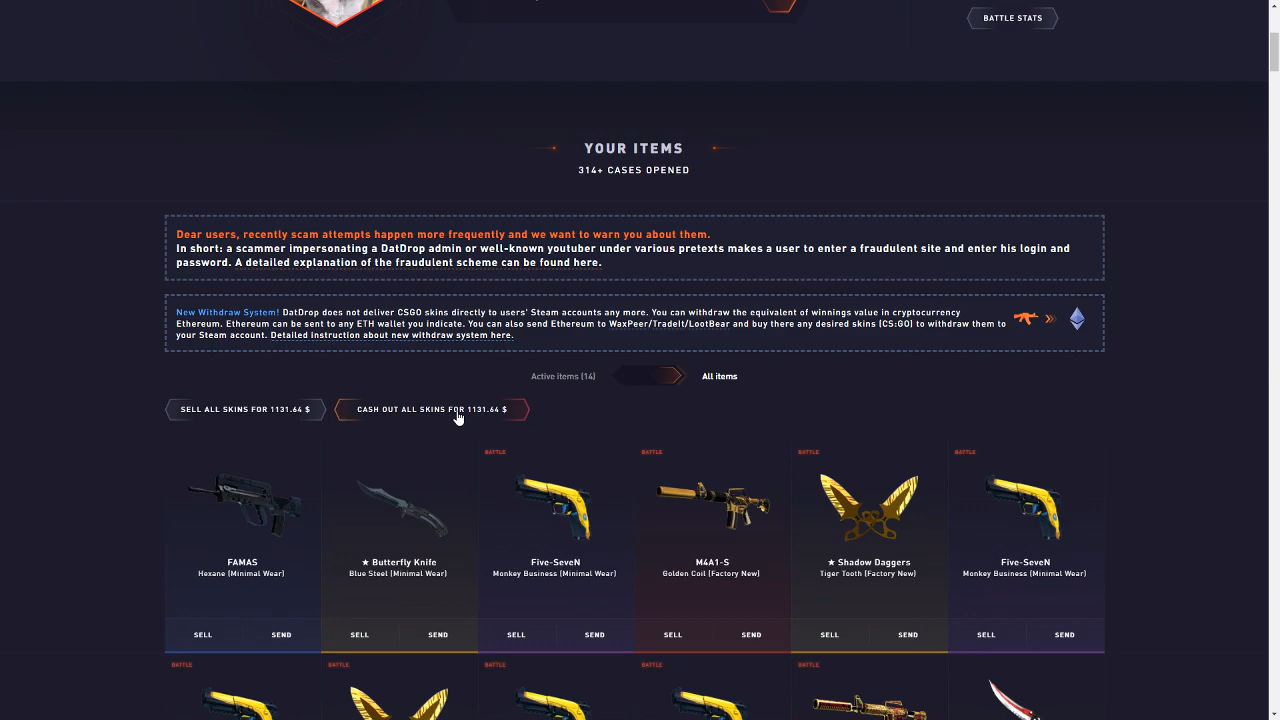 BATTLE STATS
YOUR ITEMS
314+ CASES OPENED
Dear users, recently scam attempts happen more frequently and we want to warn you about them.
In short: a scammer impersonating a DatDrop admin or well-known youtuber under various pretexts makes a user to enter a fraudulent site and enter his login and
password. A detailed explanation of the fraudulent scheme can be found here.
New Withdraw System! DatDrop does not deliver CSGO skins directly to users' Steam accounts any more. You can withdraw the equivalent of winnings value in cryptocurrency
Ethereum. Ethereum can be sent to any ETH wallet you indicate. You can also send Ethereum to WaxPeer/TradeIt/LootBear and buy there any desired skins (CS:GO) to withdraw them to
your Steam account. Detailed instruction about new withdraw system here.
Active items (14) All items
SELL ALL SKINS FOR 1131.64 $ CASH OUT ALL SKINS FOR 1131.64 $
BATTLE BATTLE BATTLE BATTLE
FAMAS ★ Butterfly Knife Five-SeveN M4A1-S ★ Shadow Daggers Five-SeveN
Hexane (Minimal Wear) Blue Steel (Minimal Wear) Monkey Business (Minimal Wear) Golden Coil (Factory New) Tiger Tooth (Factory New) Monkey Business (Minimal Wear)
SELL SEND SELL SEND SELL SEND SELL SEND SELL SEND SELL SEND
BATTLE BATTLE BATTLE BATTLE BATTLE